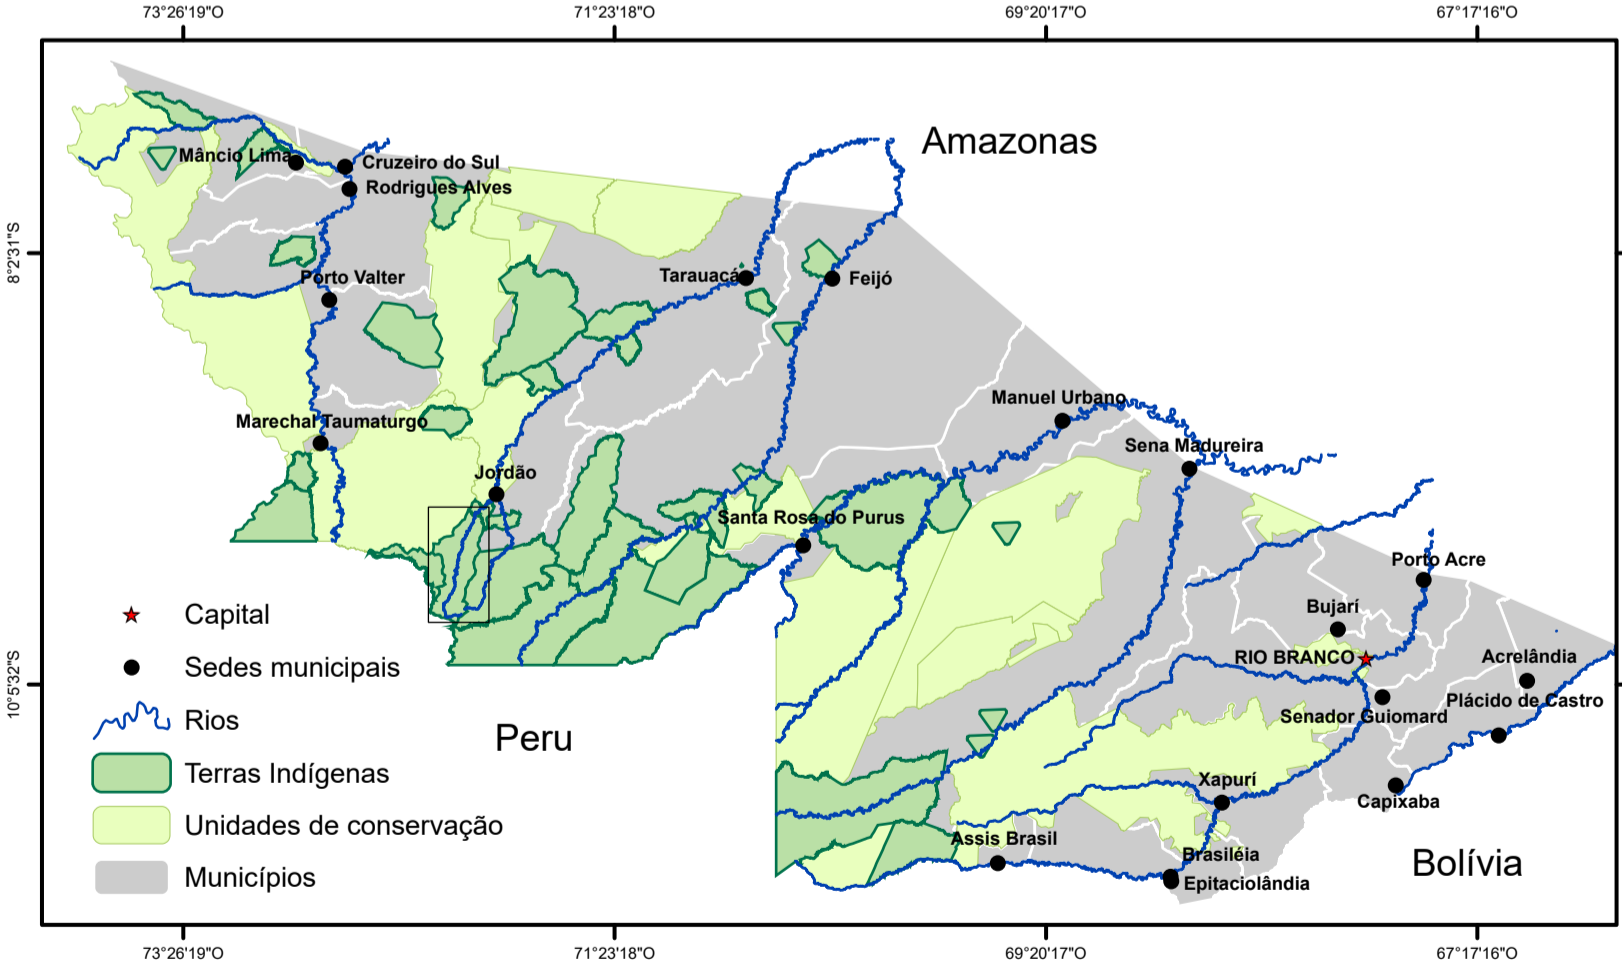 73°26'19"O
71°23'18"O
69°20'17"O
67°17'16"O
Amazonas
Mâncio Lima
Cruzeiro do Sul
Rodrigues Alves
8°2'31"S
Porto Valter
Tarauacá
Feijó
Manuel Urbano
Marechal Taumaturgo
Sena Madureira
Jordão
Santa Rosa do Purus
Porto Acre
Bujarí
RIO BRANCO
Acrelândia
10°5'32"S
Plácido de Castro
Senador Guiomard
Peru
Xapurí
Capixaba
Assis Brasil
Brasiléia
Bolívia
Epitaciolândia
Capital
Sedes municipais
Rios
Terras Indígenas
Unidades de conservação
Municípios
73°26'19"O
71°23'18"O
69°20'17"O
67°17'16"O